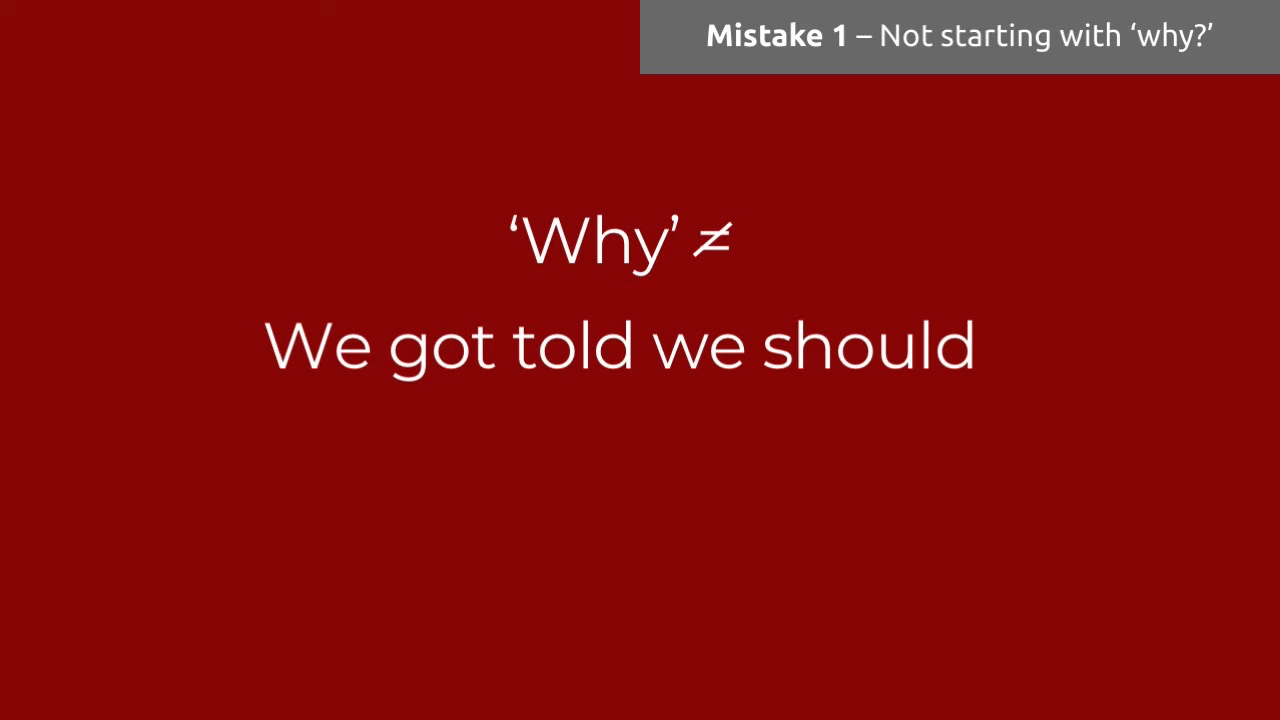 Mistake 1 – Not starting with ‘why?’
‘Why’ ≠
We got told we should